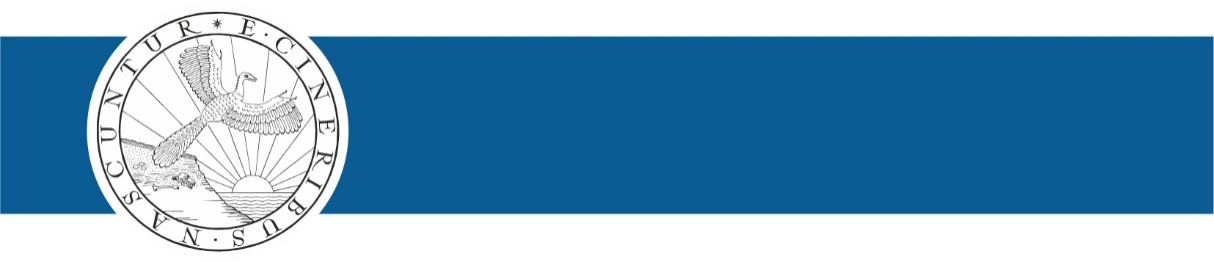 E · CINERIBUS · NASCUNTUR *